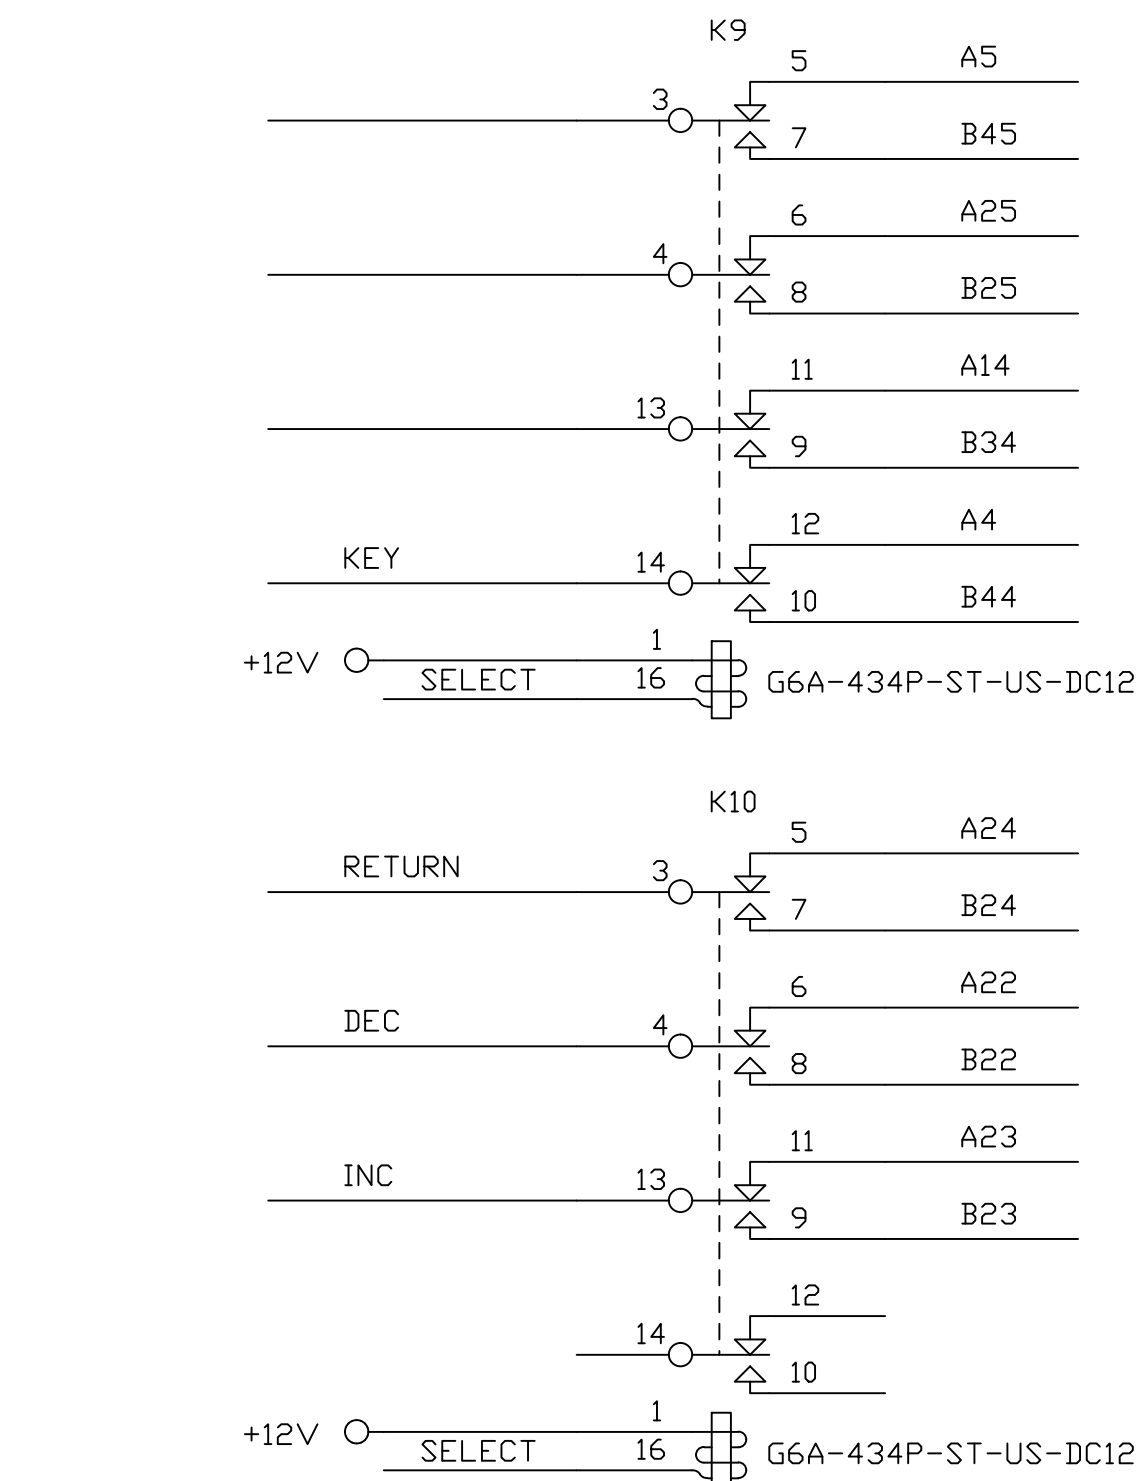 K9
5 A5
3
7 B45
6 A25
4
8 B25
11 A14
13
9 B34
12 A4
KEY 14
10 B44
1
+12V
SELECT 16 G6A-434P-ST-US-DC12
K10
5 A24
RETURN 3
7 B24
6 A22
DEC 4
8 B22
11 A23
INC 13
9 B23
12
14
10
1
+12V
SELECT 16 G6A-434P-ST-US-DC12